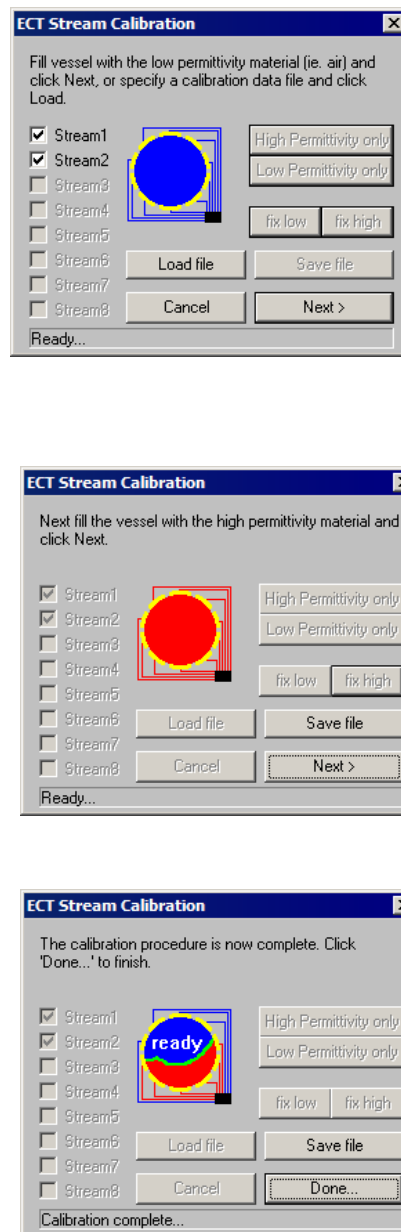 ECT Stream Calibration
Fill vessel with the low permittivity material (ie. air) and
click Next, or specify a calibration data file and click
Load.
Stream1
Stream2
Stream3
Stream4
Stream5
Stream6
Stream7
Stream8
High Permittivity only
Low Permittivity only
fix low
fix high
Load file
Save file
Cancel
Next >
Ready...
ECT Stream Calibration
Next fill the vessel with the high permittivity material and
click Next.
Stream1
Stream2
Stream3
Stream4
Stream5
Stream6
Stream7
Stream8
High Permittivity only
Low Permittivity only
fix low
fix high
Load file
Save file
Cancel
Next >
Ready...
ECT Stream Calibration
The calibration procedure is now complete. Click
'Done...' to finish.
Stream1
Stream2
Stream3
Stream4
Stream5
Stream6
Stream7
Stream8
ready
High Permittivity only
Low Permittivity only
fix low
fix high
Load file
Save file
Cancel
Done...
Calibration complete...